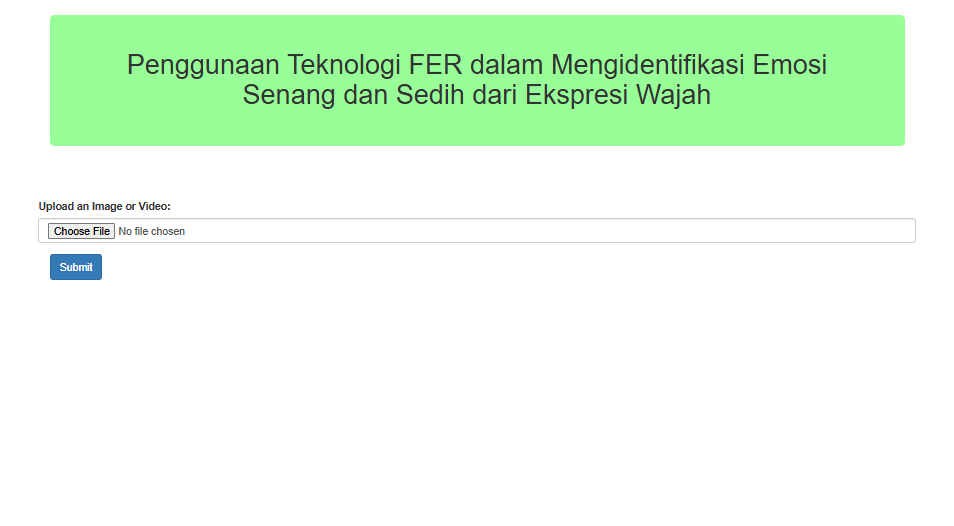 Penggunaan Teknologi FER dalam Mengidentifikasi Emosi
Senang dan Sedih dari Ekspresi Wajah
Upload an Image or Video:
Choose File No file chosen
Submit